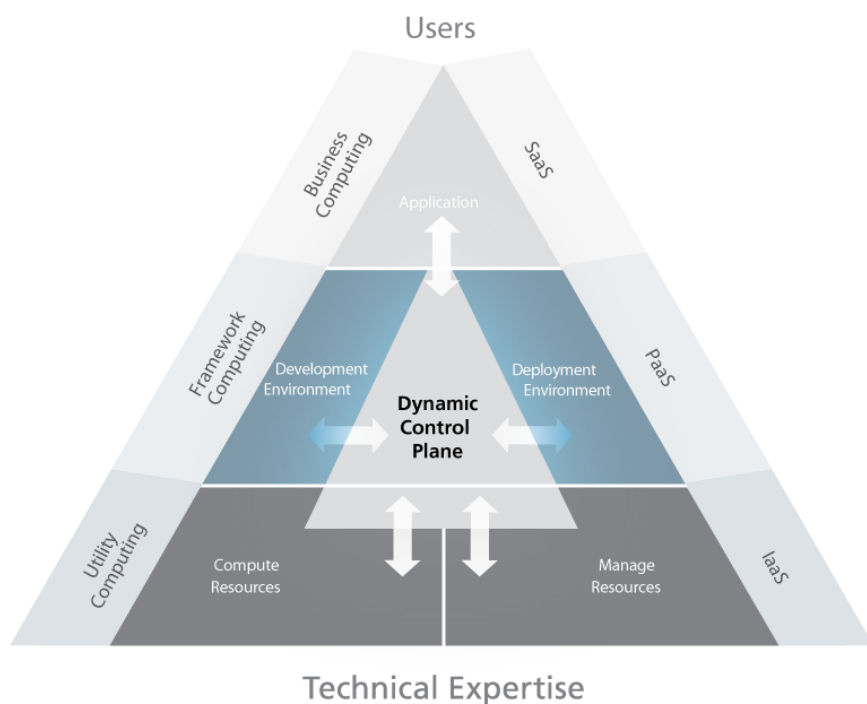 Users
Business
Computing
SaaS
Application
Framework
Computing
PaaS
Development
Environment
Deployment
Environment
Dynamic
Control
Plane
Utility
Computing
IaaS
Compute
Resources
Manage
Resources
Technical Expertise